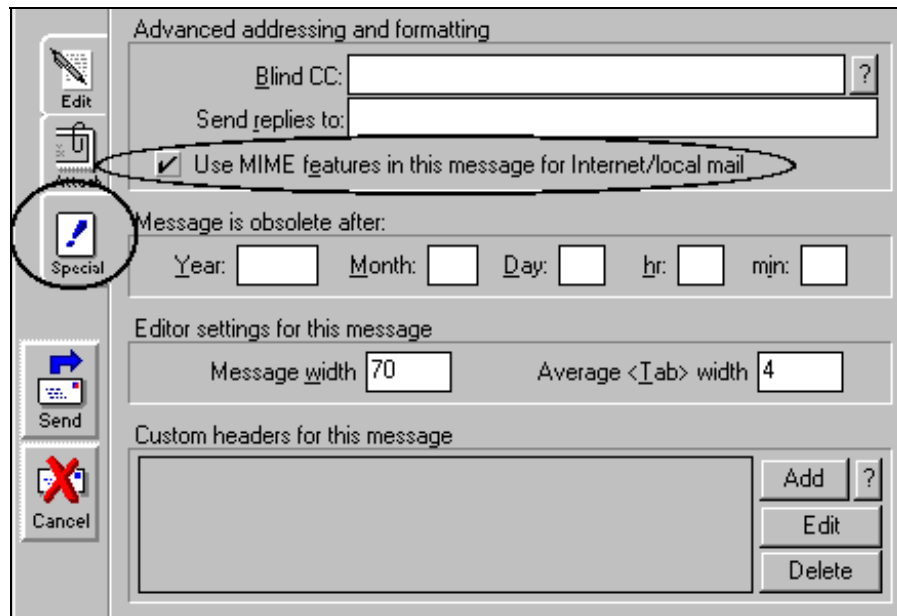 Advanced addressing and formatting
Edit
Blind CC: ?
Send replies to:
Attach
✔ Use MIME features in this message for Internet/local mail
Special
Message is obsolete after:
Year: Month: Day: hr: min:
Editor settings for this message
Message width 70 Average <Tab> width 4
Send
Custom headers for this message
Cancel
Add ?
Edit
Delete